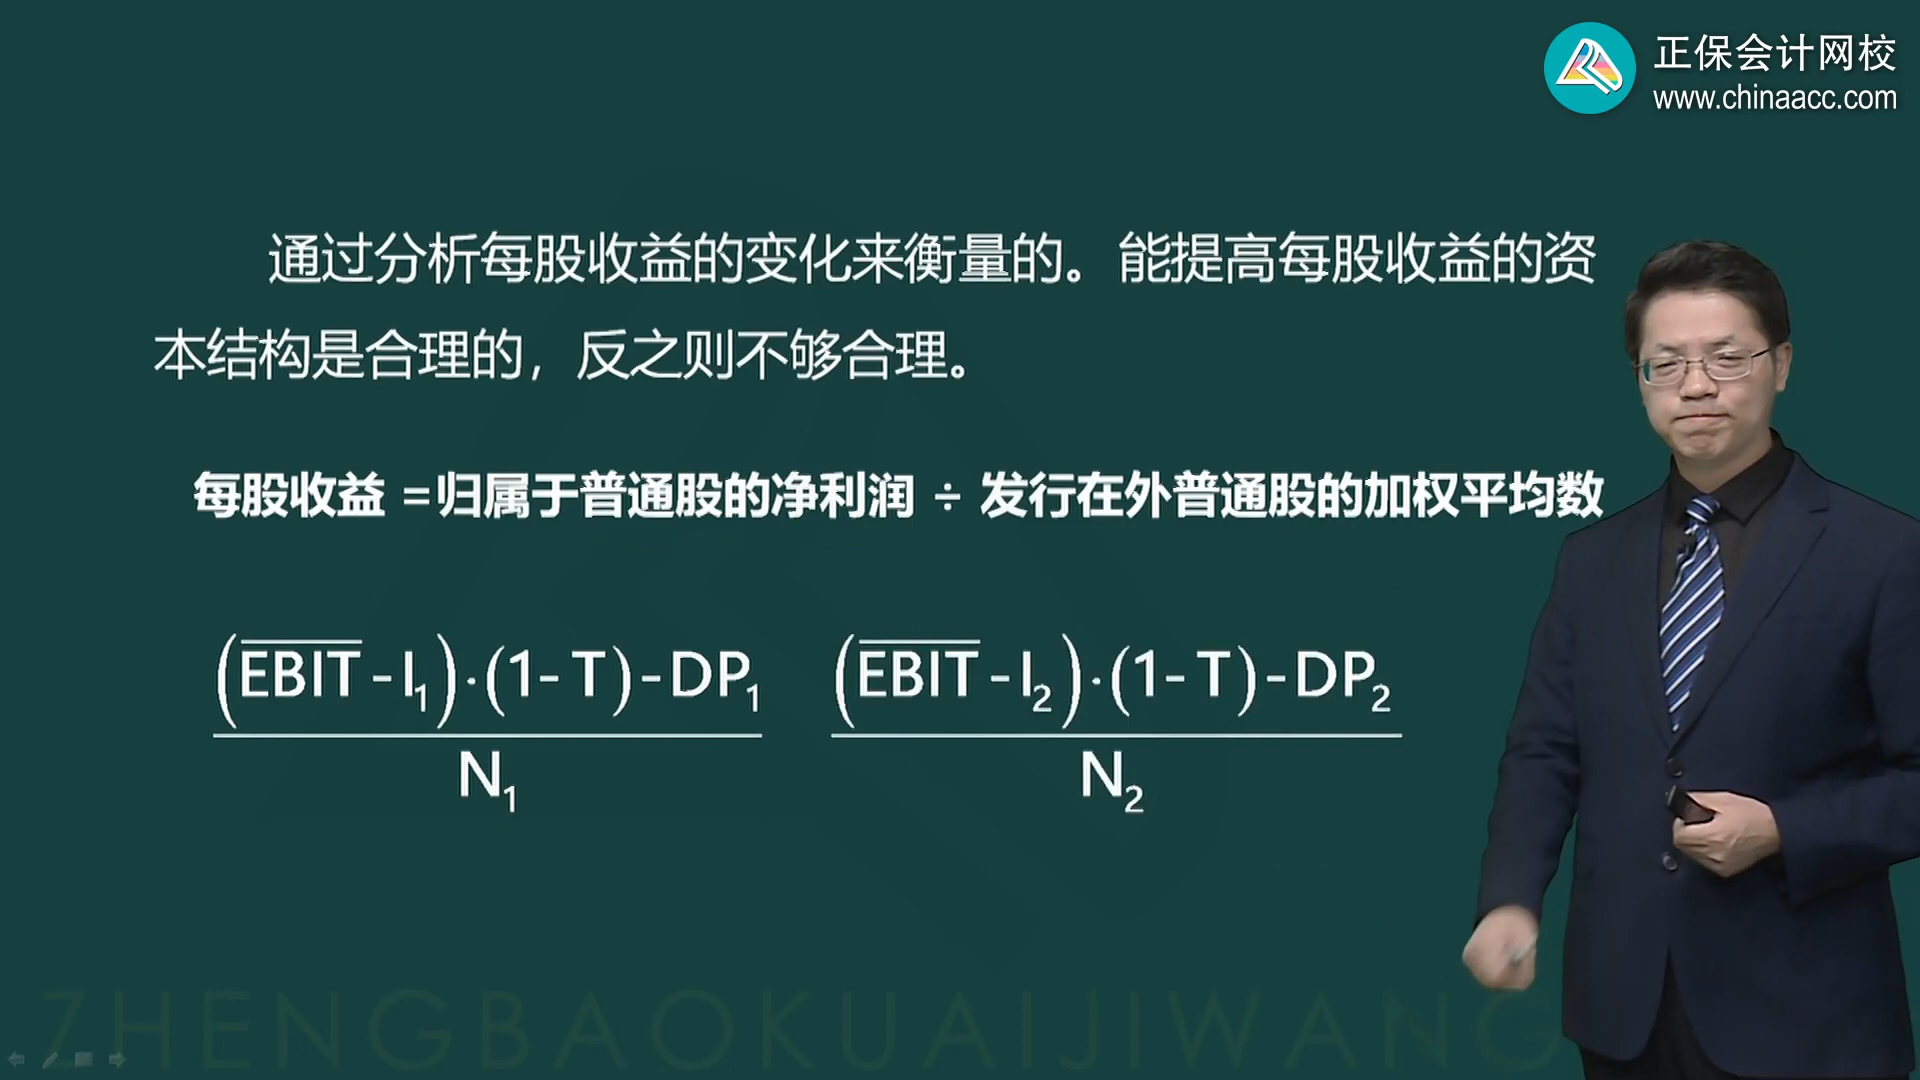 正保会计网校
www.chinaacc.com
通过分析每股收益的变化来衡量的。能提高每股收益的资
本结构是合理的，反之则不够合理。
每股收益 =归属于普通股的净利润 ÷ 发行在外普通股的加权平均数
(EBIT-I₁)·(1-T)-DP₁ (EBIT-I₂)·(1-T)-DP₂
N₁ N₂
ZHENGBAOKUAIJIWANG